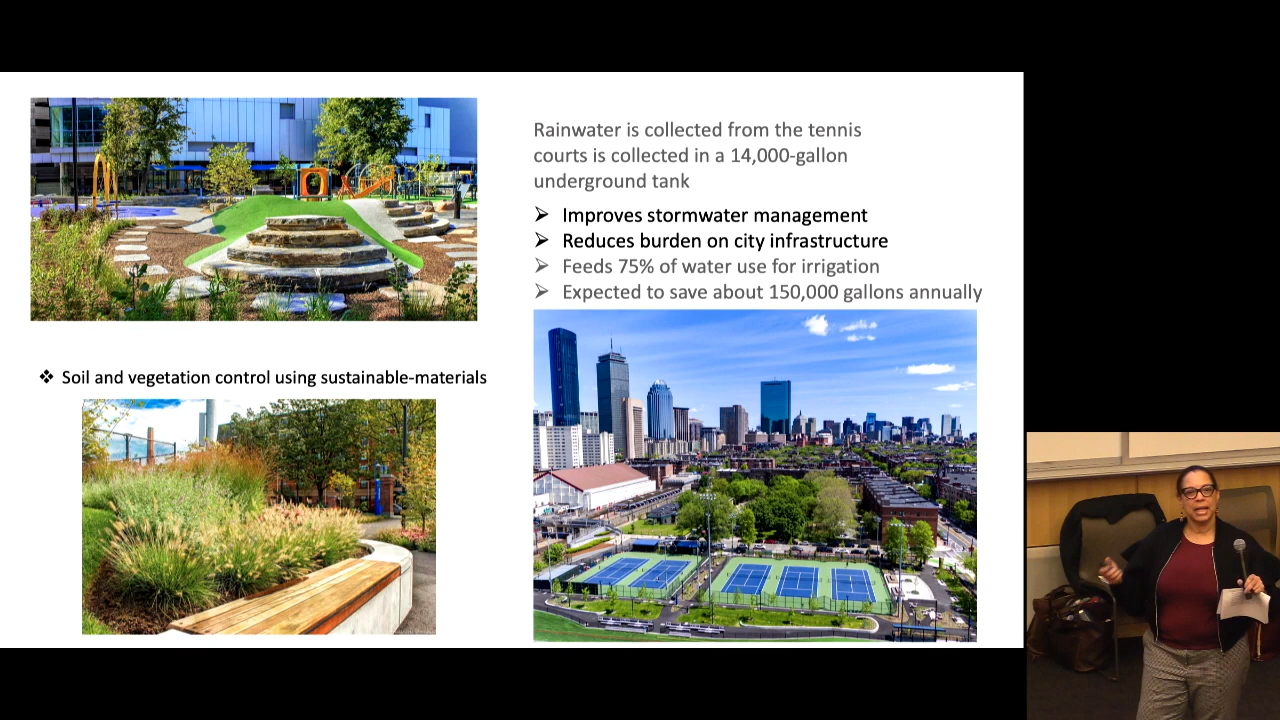 Rainwater is collected from the tennis
courts is collected in a 14,000-gallon
underground tank
➢ Improves stormwater management
➢ Reduces burden on city infrastructure
➢ Feeds 75% of water use for irrigation
➢ Expected to save about 150,000 gallons annually
❖ Soil and vegetation control using sustainable-materials